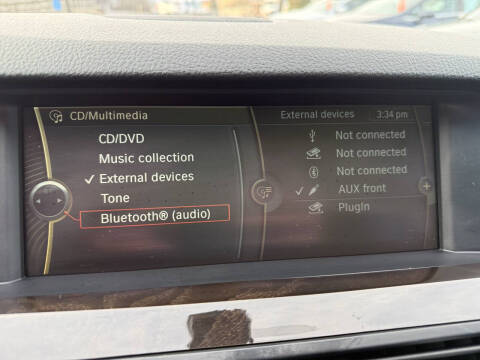 CD/Multimedia
CD/DVD
Music collection
External devices
Tone
Bluetooth® (audio)
External devices 3:34 pm
Not connected
Not connected
Not connected
AUX front
PlugIn